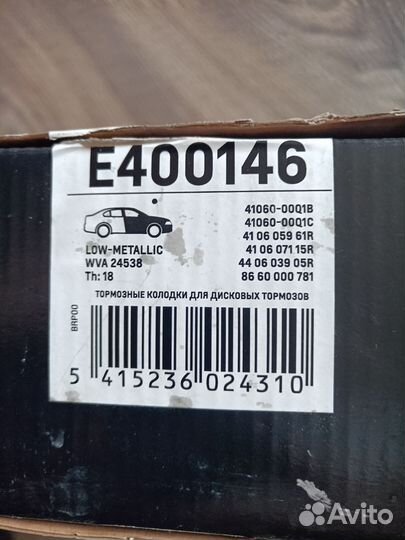 E400146
41060-00Q1B
41060-00Q1C
41 06 059 61R
41 06 071 15R
44 06 039 05R
86 60 000 781
LOW-METALLIC
WVA 24538
Th: 18
ТОРМОЗНЫЕ КОЛОДКИ ДЛЯ ДИСКОВЫХ ТОРМОЗОВ
BRP00
5 415236 024310
Avito